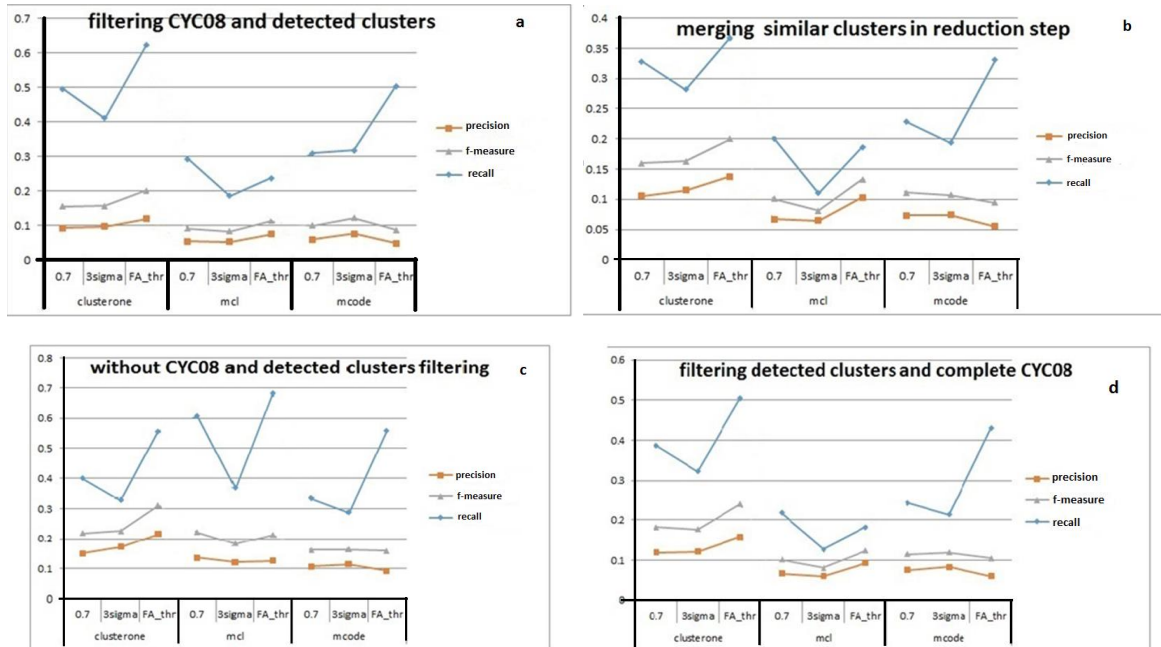 filtering CYC08 and detected clusters
a
0.7
0.6
0.5
0.4
0.3
0.2
0.1
0
precision
f-measure
recall
0.7 3sigma FA_thr 0.7 3sigma FA_thr 0.7 3sigma FA_thr
clusterone mcl mcode
merging similar clusters in reduction step
b
0.4
0.35
0.3
0.25
0.2
0.15
0.1
0.05
0
precision
f-measure
recall
0.7 3sigma FA_thr 0.7 3sigma FA_thr 0.7 3sigma FA_thr
clusterone mcl mcode
without CYC08 and detected clusters filtering
c
0.8
0.7
0.6
0.5
0.4
0.3
0.2
0.1
0
precision
f-measure
recall
0.7 3sigma FA_thr 0.7 3sigma FA_thr 0.7 3sigma FA_thr
clusterone mcl mcode
filtering detected clusters and complete CYC08
d
0.6
0.5
0.4
0.3
0.2
0.1
0
precision
f-measure
recall
0.7 3sigma FA_thr 0.7 3sigma FA_thr 0.7 3sigma FA_thr
clusterone mcl mcode